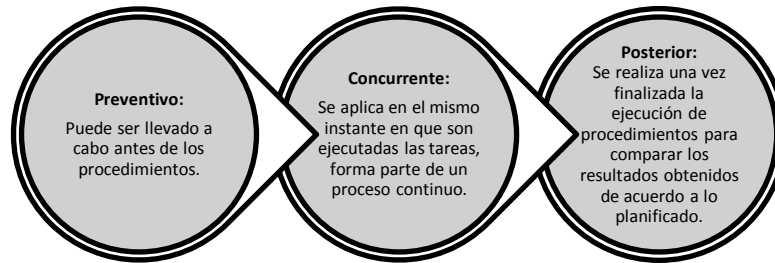 Preventivo:
Puede ser llevado a
cabo antes de los
procedimientos.
Concurrente:
Se aplica en el mismo
instante en que son
ejecutadas las tareas,
forma parte de un
proceso continuo.
Posterior:
Se realiza una vez
finalizada la
ejecución de
procedimientos para
comparar los
resultados obtenidos
de acuerdo a lo
planificado.